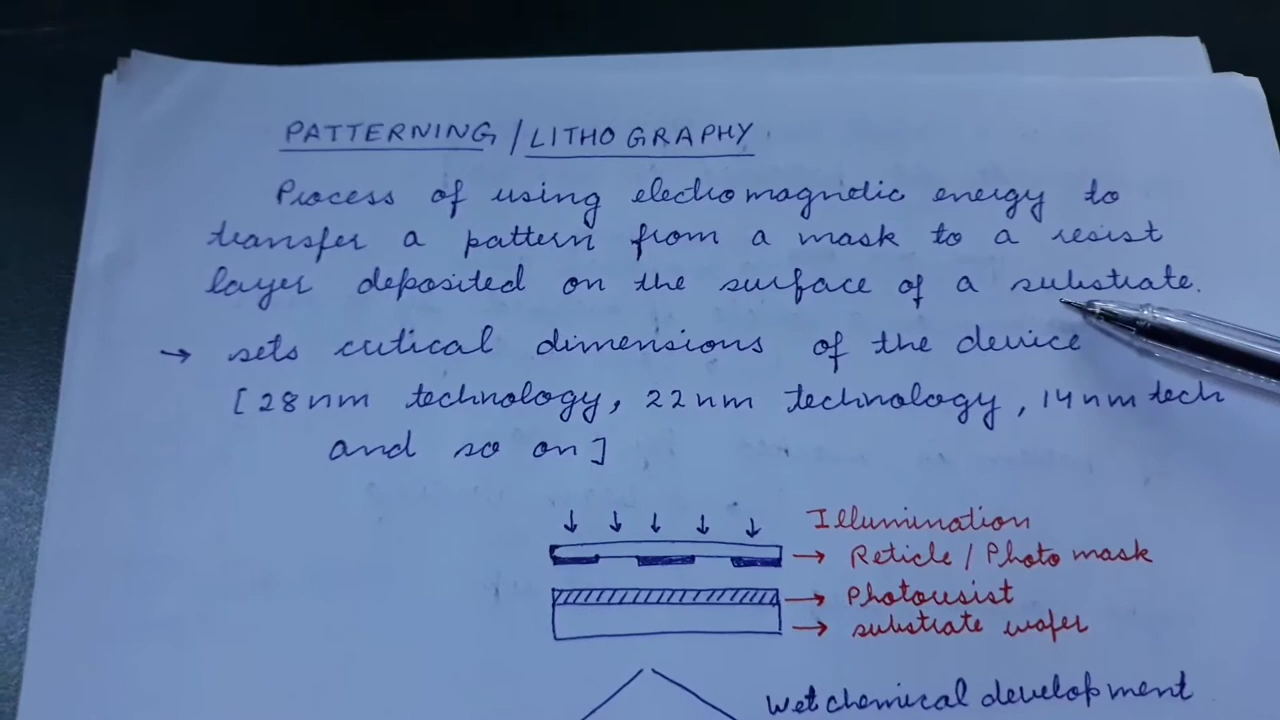 PATTERNING / LITHOGRAPHY
Process of using electromagnetic energy to
transfer a pattern from a mask to a resist
layer deposited on the surface of a substrate.
→ sets critical dimensions of the device
[28nm technology, 22nm technology, 14nm tech
and so on]
Illumination
→ Reticle / Photo mask
→ Photoresist
→ substrate wafer
Wet chemical development